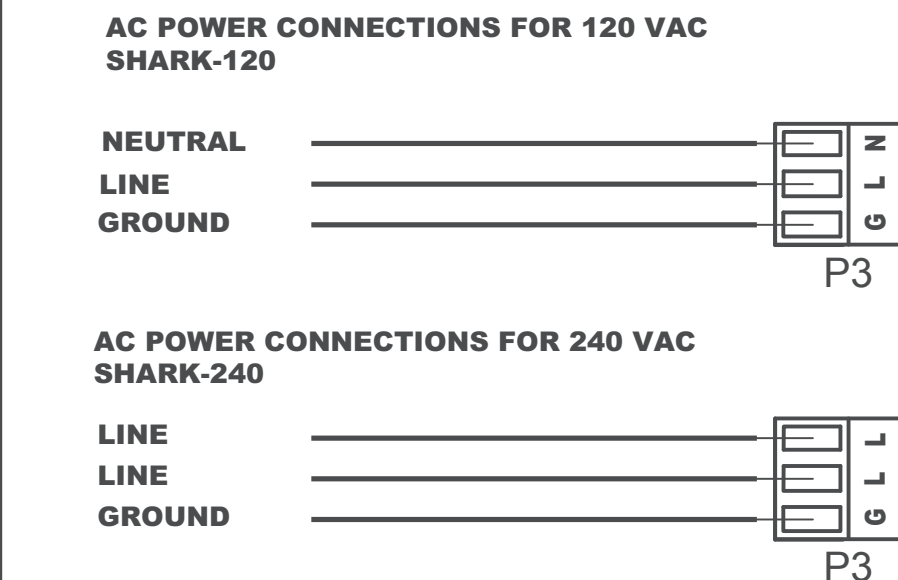 AC POWER CONNECTIONS FOR 120 VAC
SHARK-120
NEUTRAL
N
LINE
L
GROUND
G
P3
AC POWER CONNECTIONS FOR 240 VAC
SHARK-240
LINE
L
LINE
L
GROUND
G
P3